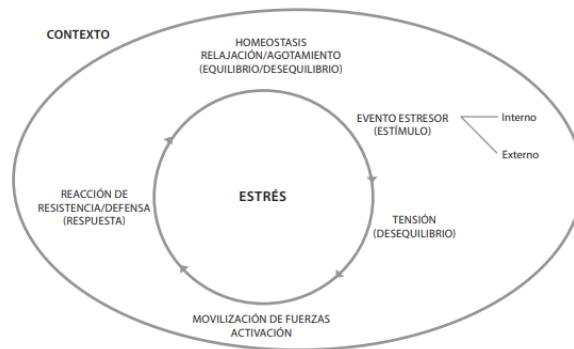 CONTEXTO
HOMEOSTASIS
RELAJACIÓN/AGOTAMIENTO
(EQUILIBRIO/DESEQUILIBRIO)
EVENTO ESTRESOR
(ESTÍMULO)
Interno
Externo
REACCIÓN DE
RESISTENCIA/DEFENSA
(RESPUESTA)
ESTRÉS
TENSIÓN
(DESEQUILIBRIO)
MOVILIZACIÓN DE FUERZAS
ACTIVACIÓN